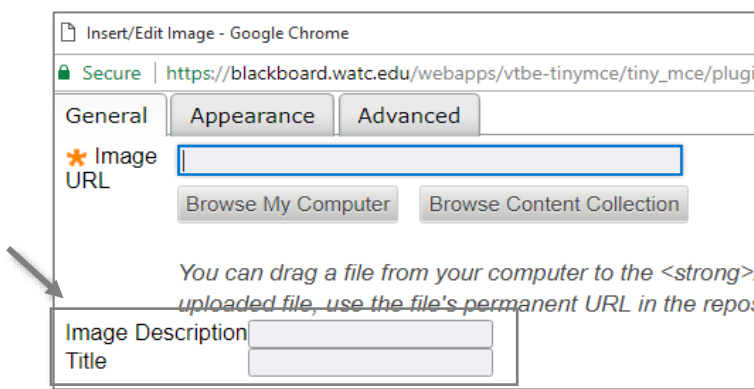 Insert/Edit Image - Google Chrome
Secure | https://blackboard.watc.edu/webapps/vtbe-tinymce/tiny_mce/plugi
General Appearance Advanced
Image
URL
Browse My Computer Browse Content Collection
You can drag a file from your computer to the <strong>
uploaded file, use the file's permanent URL in the repos
Image Description
Title